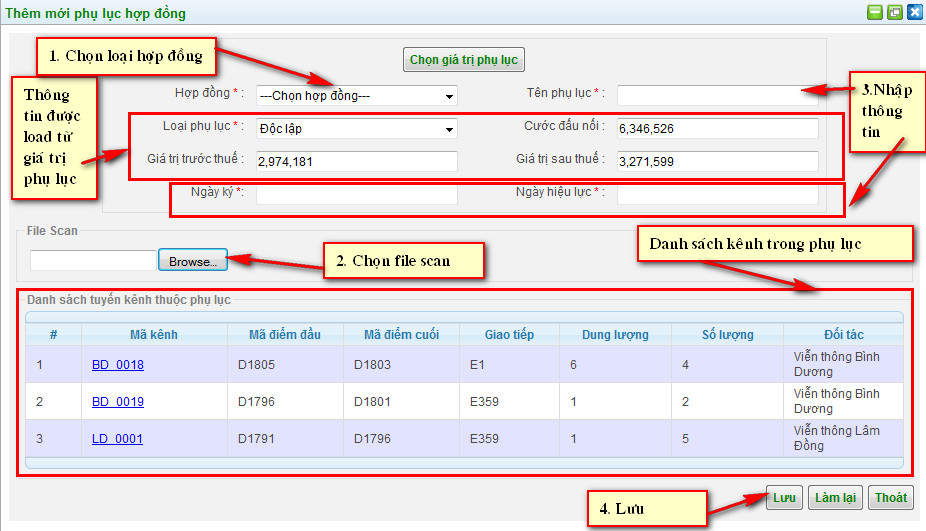 Thêm mới phụ lục hợp đồng
1. Chọn loại hợp đồng
Chọn giá trị phụ lục
Thông
tin được
load từ
giá trị
phụ lục
Hợp đồng * : ---Chọn hợp đồng--- Tên phụ lục * :
3.Nhập
thông
tin
Loại phụ lục * : Độc lập Cước đấu nối : 6,346,526
Giá trị trước thuế : 2,974,181 Giá trị sau thuế : 3,271,599
Ngày ký *: Ngày hiệu lực * :
File Scan
Browse...
2. Chọn file scan
Danh sách kênh trong phụ lục
Danh sách tuyến kênh thuộc phụ lục
# Mã kênh Mã điểm đầu Mã điểm cuối Giao tiếp Dung lượng Số lượng Đối tác
1 BD_0018 D1805 D1803 E1 6 4 Viễn thông Bình
Dương
2 BD_0019 D1796 D1801 E359 1 2 Viễn thông Bình
Dương
3 LD_0001 D1791 D1796 E359 1 5 Viễn thông Lâm
Đồng
4. Lưu
Lưu Làm lại Thoát